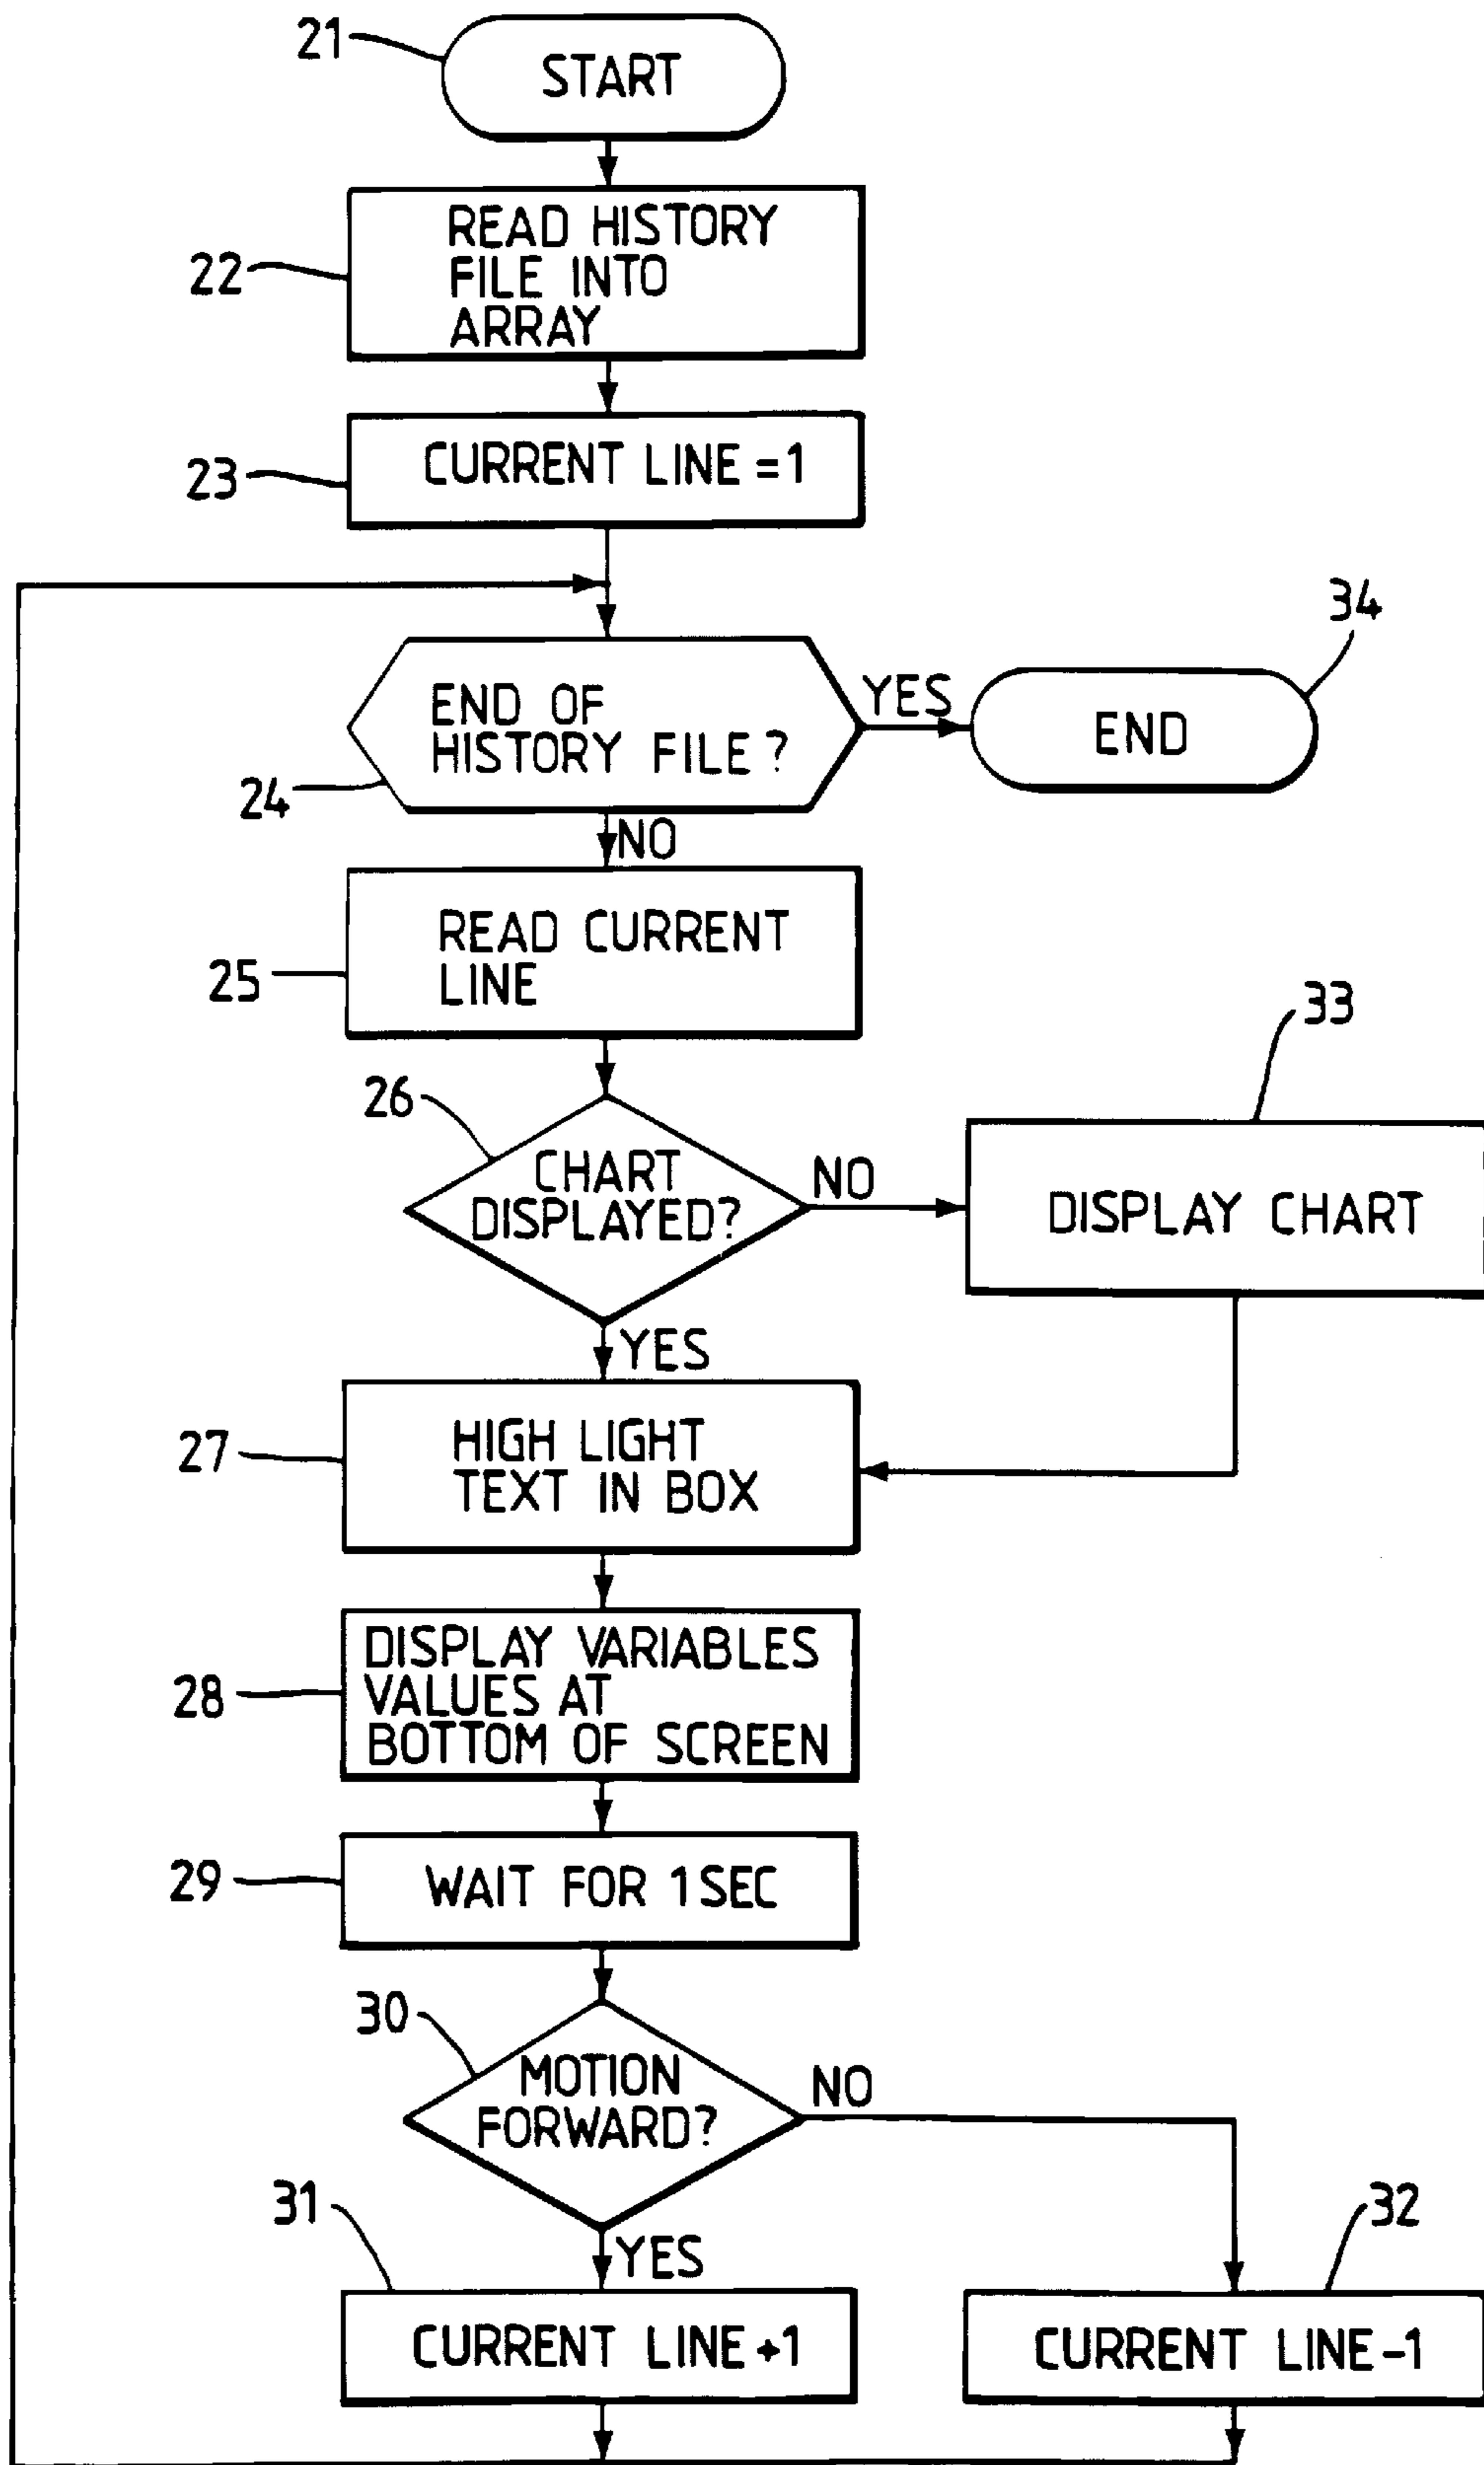 21
START
22
READ HISTORY
FILE INTO
ARRAY
23
CURRENT LINE = 1
34
END OF
HISTORY FILE ?
YES
END
24
NO
READ CURRENT
LINE
25
33
26
CHART
DISPLAYED?
NO
DISPLAY CHART
YES
27
HIGH LIGHT
TEXT IN BOX
28
DISPLAY VARIABLES
VALUES AT
BOTTOM OF SCREEN
29
WAIT FOR 1 SEC
30
MOTION
FORWARD?
NO
31
YES
32
CURRENT LINE +1
CURRENT LINE -1